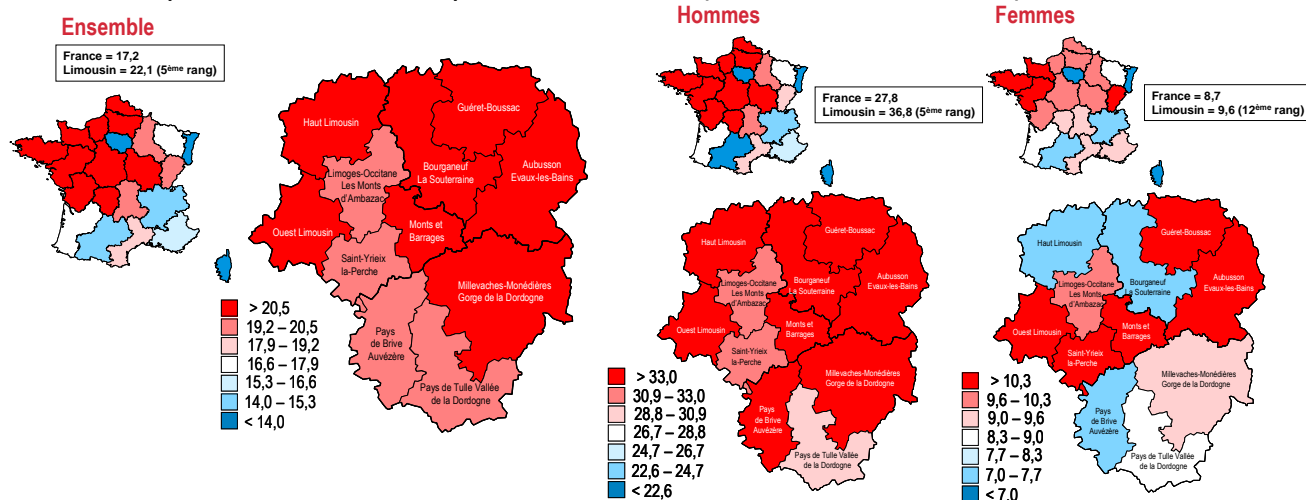 Ensemble
France = 17,2
Limousin = 22,1 (5ème rang)
Haut Limousin
Guéret-Boussac
Limoges-Occitane
Les Monts
d'Ambazac
Bourganeuf
La Souterraine
Aubusson
Evaux-les-Bains
Ouest Limousin
Monts et
Barrages
Saint-Yrieix
la-Perche
Millevaches-Monédières
Gorge de la Dordogne
Pays
de Brive
Auvézère
Pays de Tulle Vallée
de la Dordogne
> 20,5
19,2 – 20,5
17,9 – 19,2
16,6 – 17,9
15,3 – 16,6
14,0 – 15,3
< 14,0
Hommes
France = 27,8
Limousin = 36,8 (5ème rang)
Haut Limousin
Guéret-Boussac
Limoges-Occitane
Les Monts
d'Ambazac
Bourganeuf
La Souterraine
Aubusson
Evaux-les-Bains
Ouest Limousin
Monts et
Barrages
Saint-Yrieix
la-Perche
Millevaches-Monédières
Gorge de la Dordogne
Pays
de Brive
Auvézère
Pays de Tulle Vallée
de la Dordogne
> 33,0
30,9 – 33,0
28,8 – 30,9
26,7 – 28,8
24,7 – 26,7
22,6 – 24,7
< 22,6
Femmes
France = 8,7
Limousin = 9,6 (12ème rang)
Haut Limousin
Guéret-Boussac
Limoges-Occitane
Les Monts
d'Ambazac
Bourganeuf
La Souterraine
Aubusson
Evaux-les-Bains
Ouest Limousin
Monts et
Barrages
Saint-Yrieix
la-Perche
Millevaches-Monédières
Gorge de la Dordogne
Pays
de Brive
Auvézère
Pays de Tulle Vallée
de la Dordogne
> 10,3
9,6 – 10,3
9,0 – 9,6
8,3 – 9,0
7,7 – 8,3
7,0 – 7,7
< 7,0